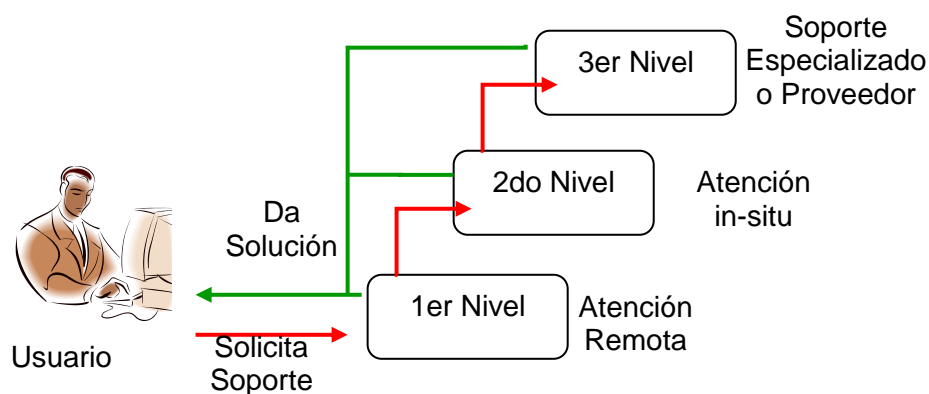 3er Nivel
Soporte
Especializado
o Proveedor
2do Nivel
Atención
in-situ
Da
Solución
1er Nivel
Atención
Remota
Usuario
Solicita
Soporte